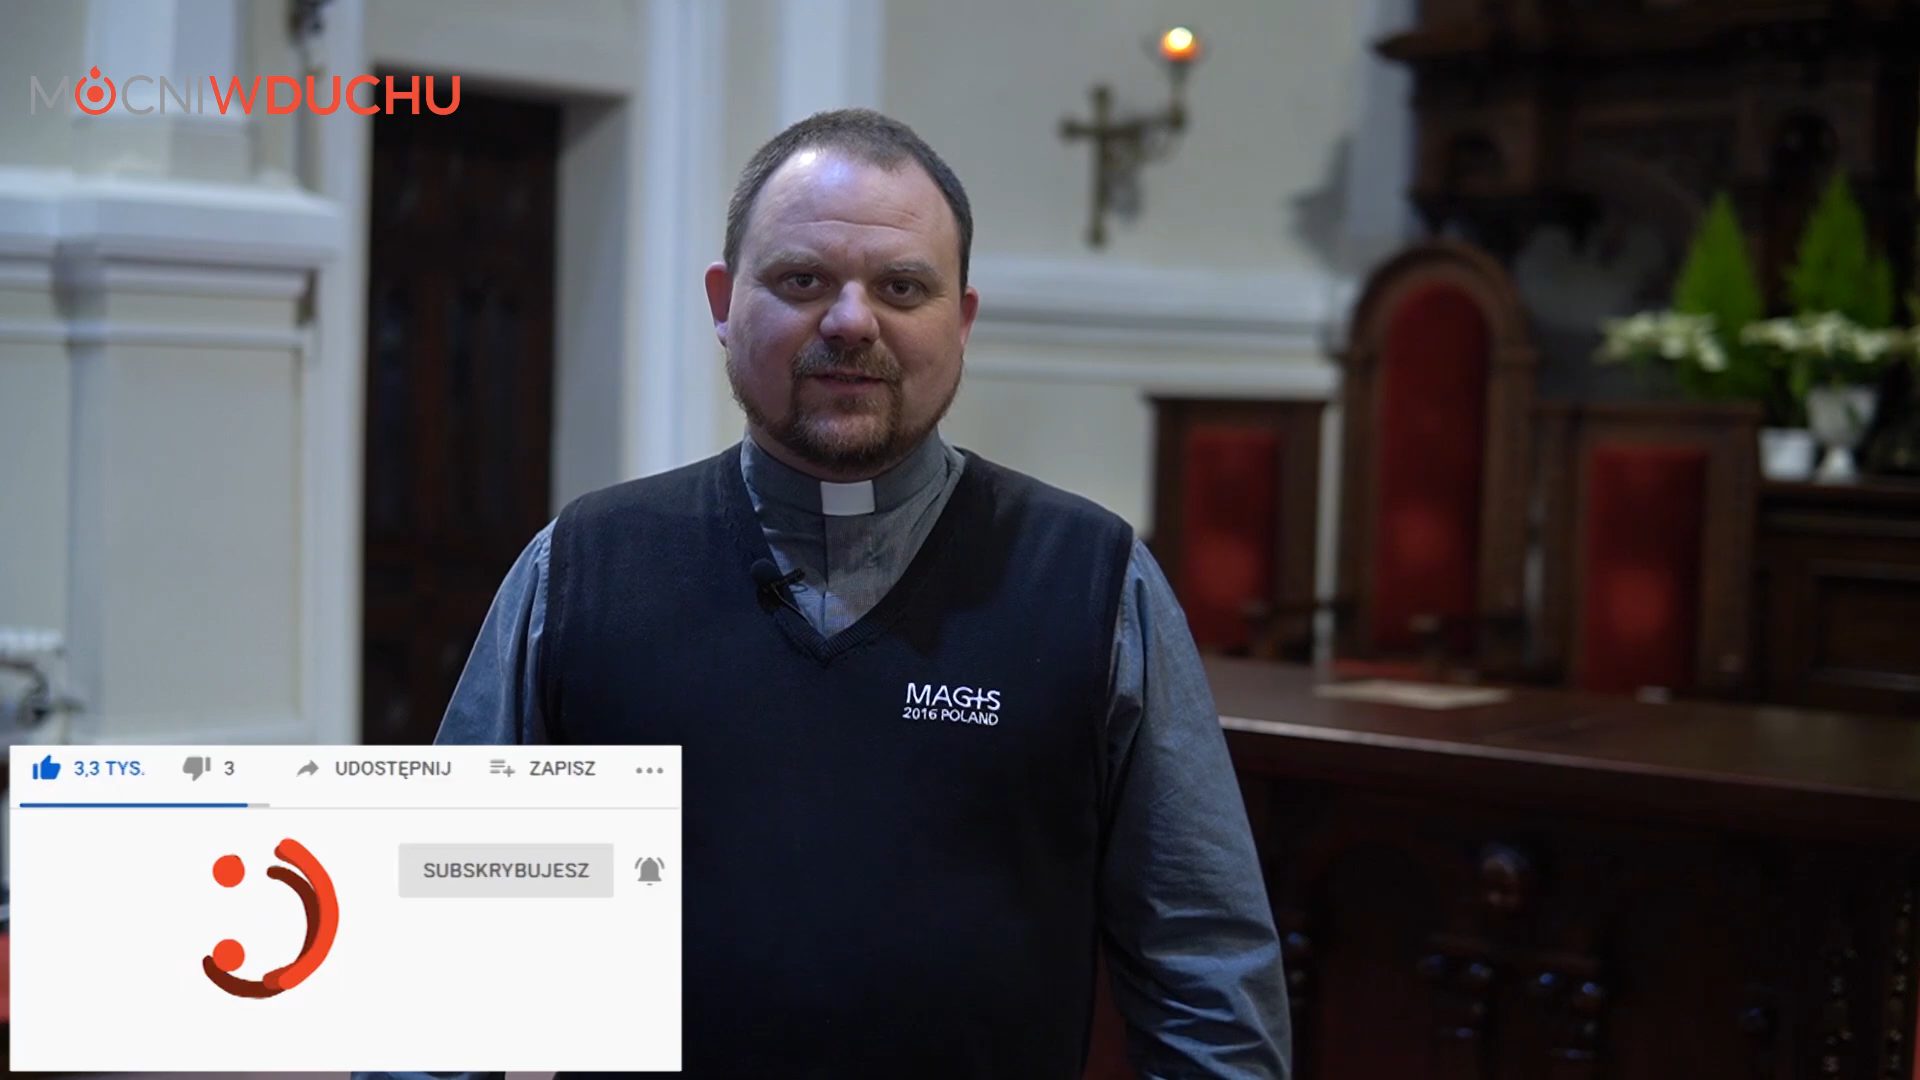 MOCNIWDUCHU
MAGIS
2016 POLAND
3,3 TYS. 3 UDOSTĘPNIJ ZAPISZ
SUBSKRYBUJESZ